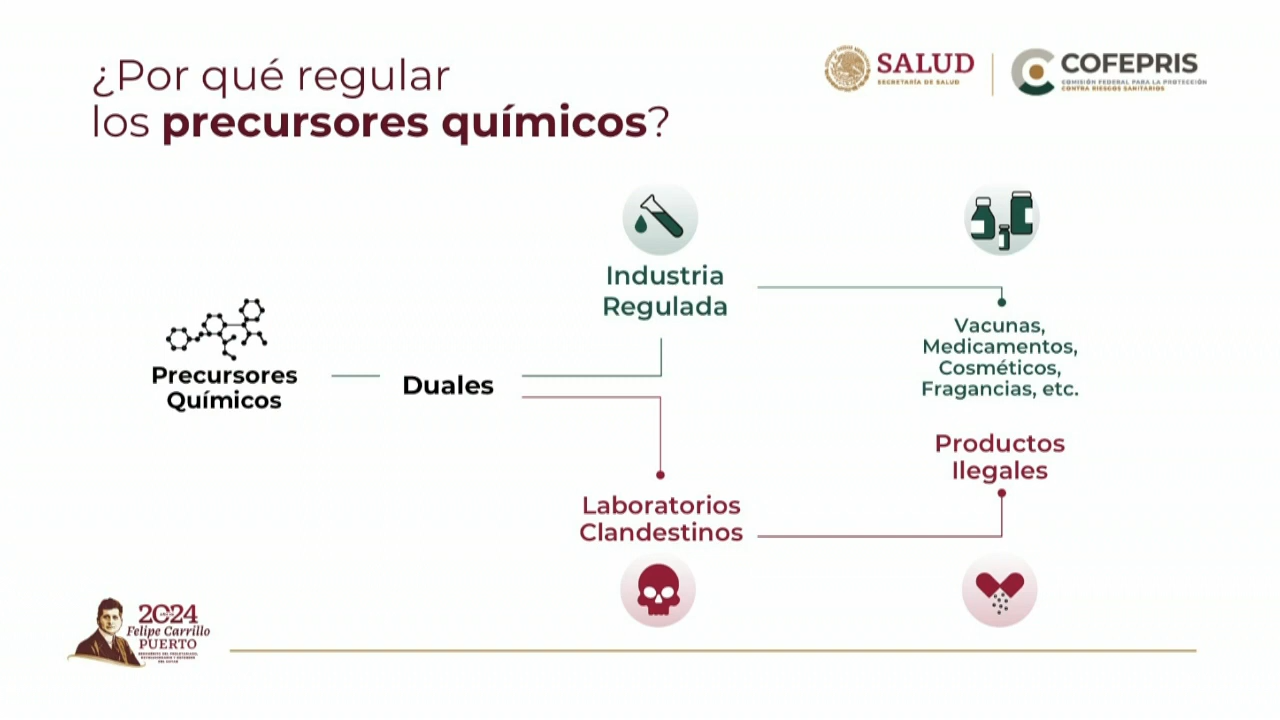 ¿Por qué regular
los precursores químicos?
SALUD
SECRETARÍA DE SALUD
COFEPRIS
COMISIÓN FEDERAL PARA LA PROTECCIÓN
CONTRA RIESGOS SANITARIOS
Precursores
Químicos
Duales
Industria
Regulada
Vacunas,
Medicamentos,
Cosméticos,
Fragancias, etc.
Laboratorios
Clandestinos
Productos
Ilegales
2024
Felipe Carrillo
PUERTO